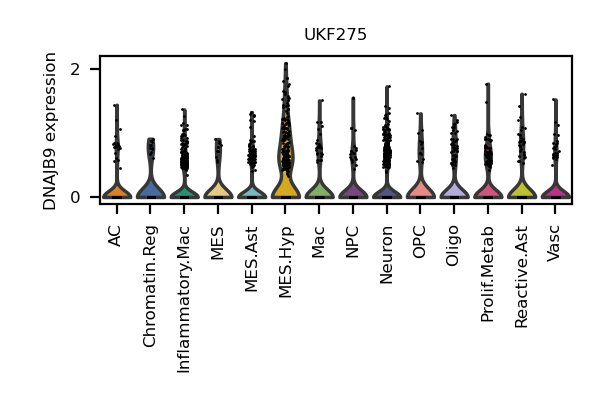 UKF275
DNAJB9 expression
2
0
AC
Chromatin.Reg
Inflammatory.Mac
MES
MES.Ast
MES.Hyp
Mac
NPC
Neuron
OPC
Oligo
Prolif.Metab
Reactive.Ast
Vasc